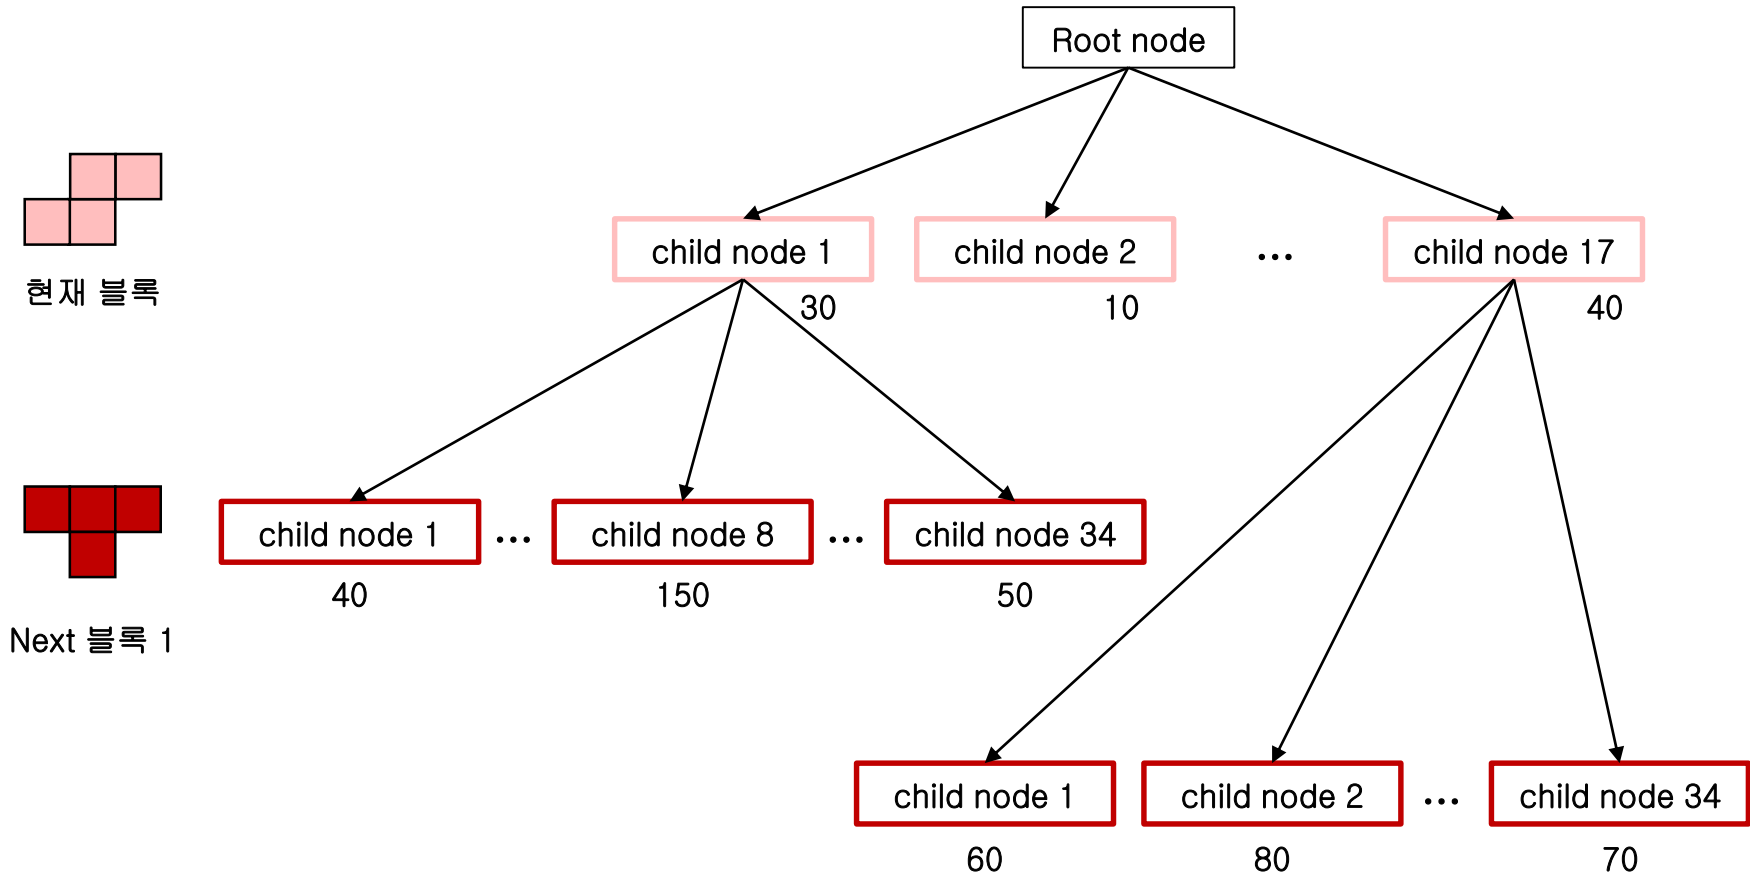 Root node
child node 1
child node 2
...
child node 17
현재 블록
30
10
40
child node 1
...
child node 8
...
child node 34
40
150
50
Next 블록 1
child node 1
child node 2
...
child node 34
60
80
70